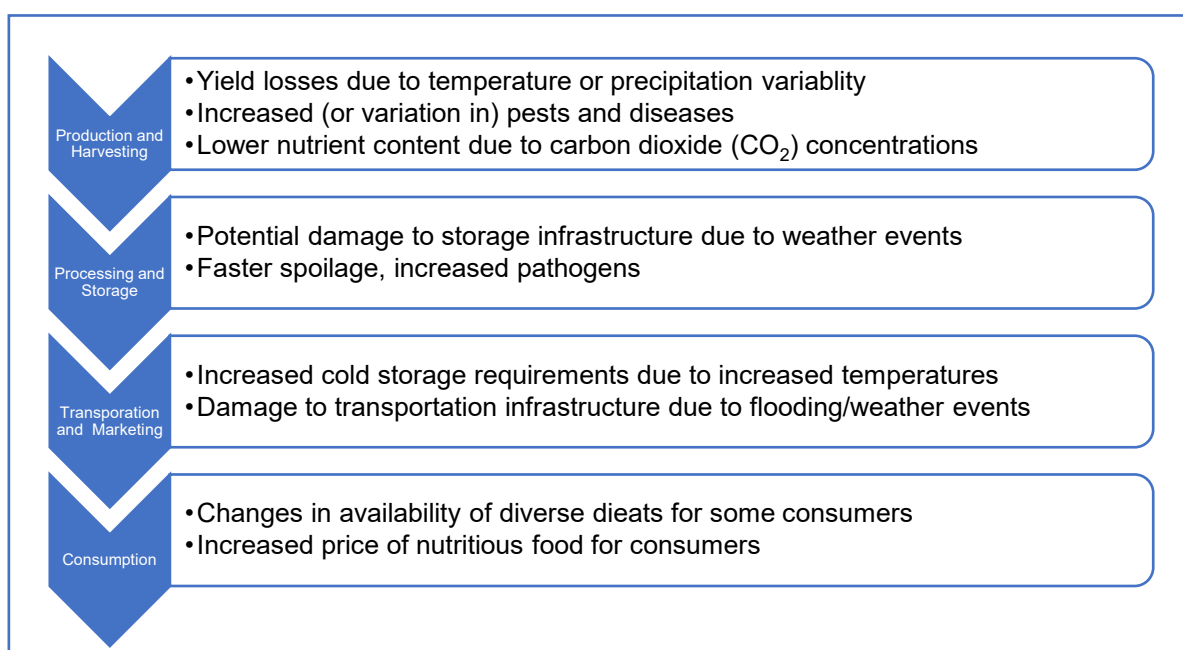 Production and
Harvesting
•Yield losses due to temperature or precipitation variablity
•Increased (or variation in) pests and diseases
•Lower nutrient content due to carbon dioxide (CO₂) concentrations
Processing and
Storage
•Potential damage to storage infrastructure due to weather events
•Faster spoilage, increased pathogens
Transporation
and Marketing
•Increased cold storage requirements due to increased temperatures
•Damage to transportation infrastructure due to flooding/weather events
Consumption
•Changes in availability of diverse dieats for some consumers
•Increased price of nutritious food for consumers